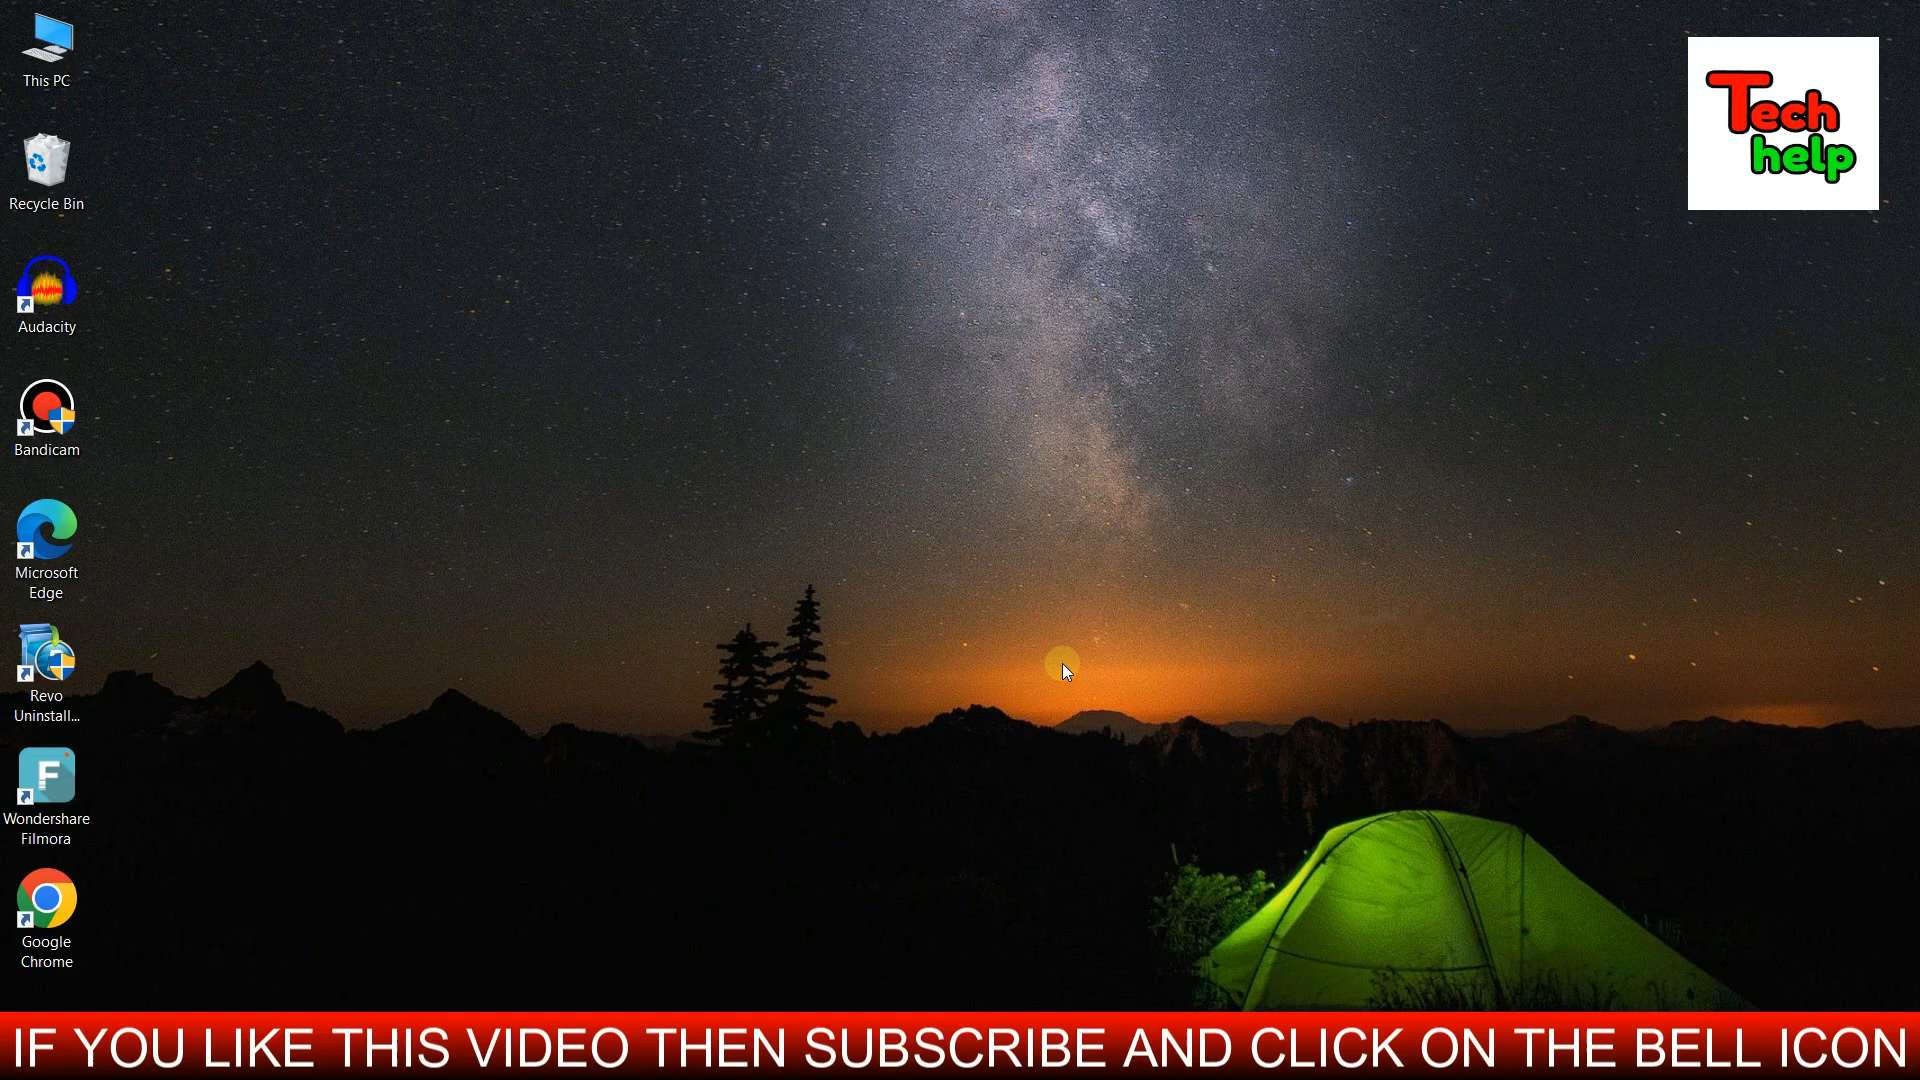 This PC
Recycle Bin
Audacity
Bandicam
Microsoft
Edge
Revo
Uninstall...
Wondershare
Filmora
Google
Chrome
Tech
help
IF YOU LIKE THIS VIDEO THEN SUBSCRIBE AND CLICK ON THE BELL ICON